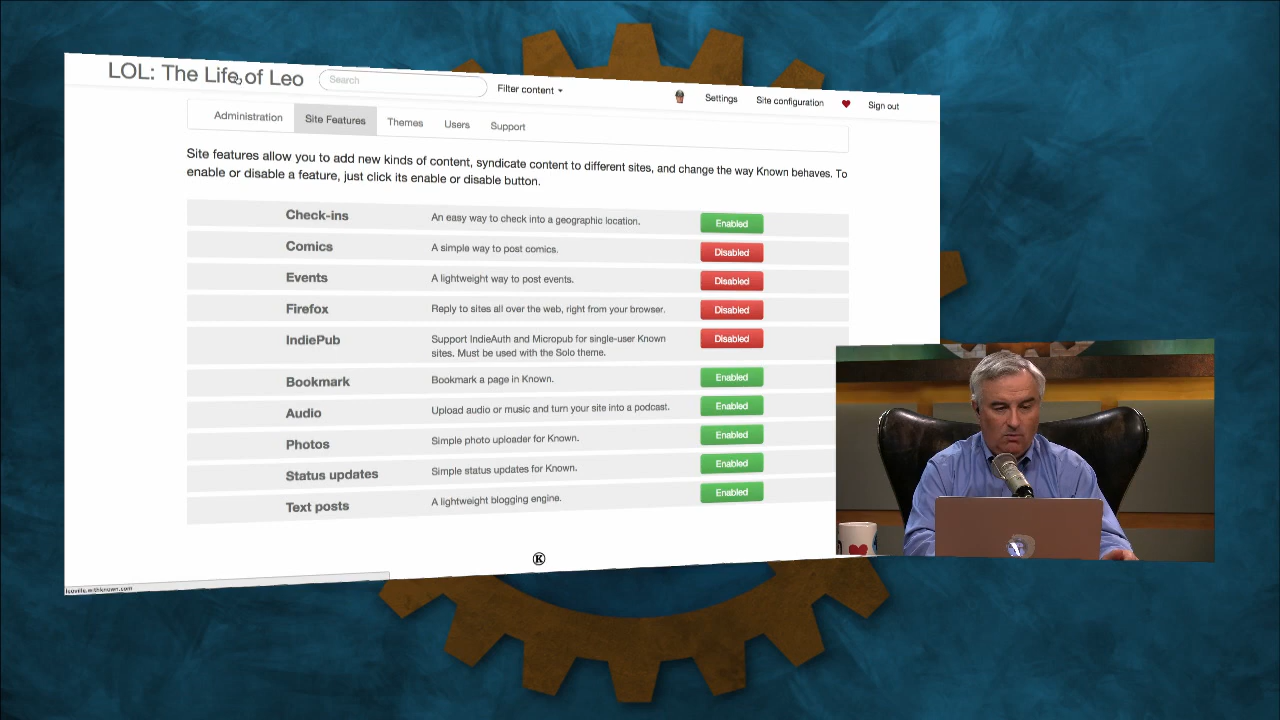 LOL: The Life of Leo
Search
Filter content
Settings
Site configuration
Sign out
Administration
Site Features
Themes
Users
Support
Site features allow you to add new kinds of content, syndicate content to different sites, and change the way Known behaves. To
enable or disable a feature, just click its enable or disable button.
Check-ins
An easy way to check into a geographic location.
Enabled
Comics
A simple way to post comics.
Disabled
Events
A lightweight way to post events.
Disabled
Firefox
Reply to sites all over the web, right from your browser.
Disabled
IndiePub
Support IndieAuth and Micropub for single-user Known
sites. Must be used with the Solo theme.
Disabled
Bookmark
Bookmark a page in Known.
Enabled
Audio
Upload audio or music and turn your site into a podcast.
Enabled
Photos
Simple photo uploader for Known.
Enabled
Status updates
Simple status updates for Known.
Enabled
Text posts
A lightweight blogging engine.
Enabled
K
leoville.withknown.com